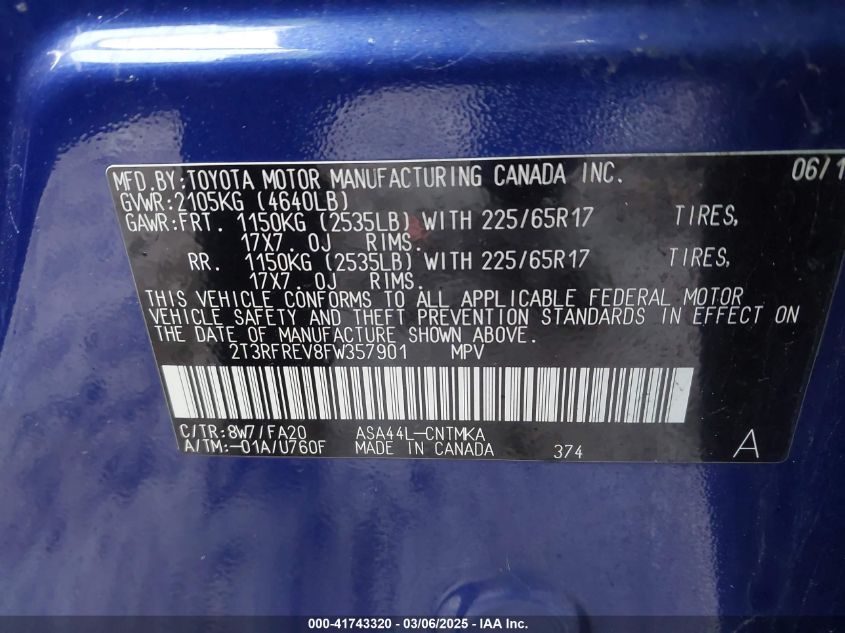 MFD.BY:TOYOTA MOTOR MANUFACTURING CANADA INC. 06/1
GVWR:2105KG (4640LB)
GAWR:FRT. 1150KG (2535LB) WITH 225/65R17 TIRES,
17X7.0J RIMS.
RR. 1150KG (2535LB) WITH 225/65R17 TIRES,
17X7.0J RIMS.
THIS VEHICLE CONFORMS TO ALL APPLICABLE FEDERAL MOTOR
VEHICLE SAFETY AND THEFT PREVENTION STANDARDS IN EFFECT ON
THE DATE OF MANUFACTURE SHOWN ABOVE.
2T3RFREV8FW357901 MPV
C/TR:8W7/FA20 ASA44L-CNTMKA
A/TM:-01A/U760F MADE IN CANADA 374 A
000-41743320 — 03/06/2025 - IAA Inc.